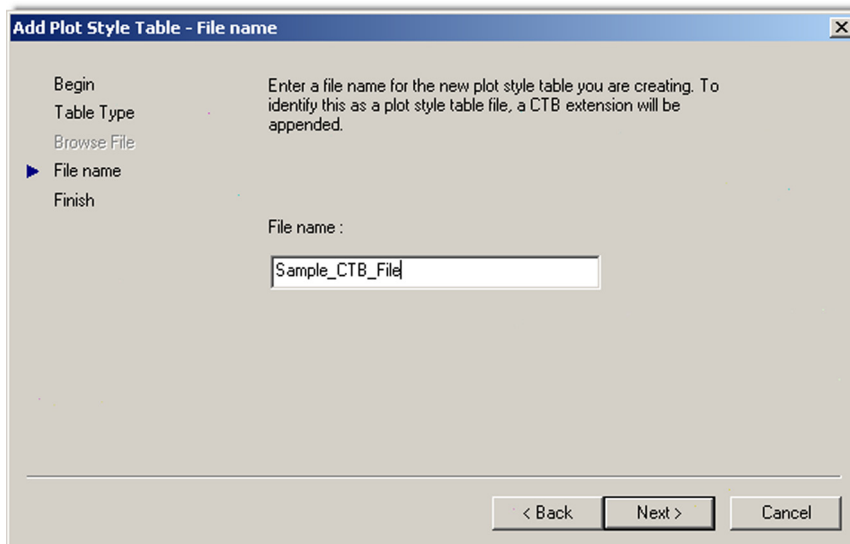 Add Plot Style Table - File name
Begin
Table Type
Browse File
File name
Finish
Enter a file name for the new plot style table you are creating. To
identify this as a plot style table file, a CTB extension will be
appended.
File name :
Sample_CTB_File
< Back
Next >
Cancel